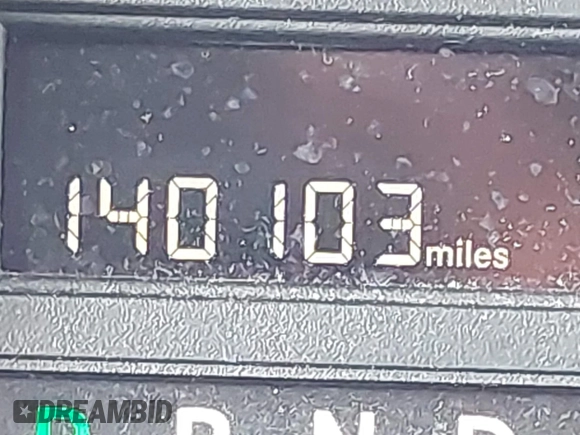 140103 miles
P R N D
DREAMBID